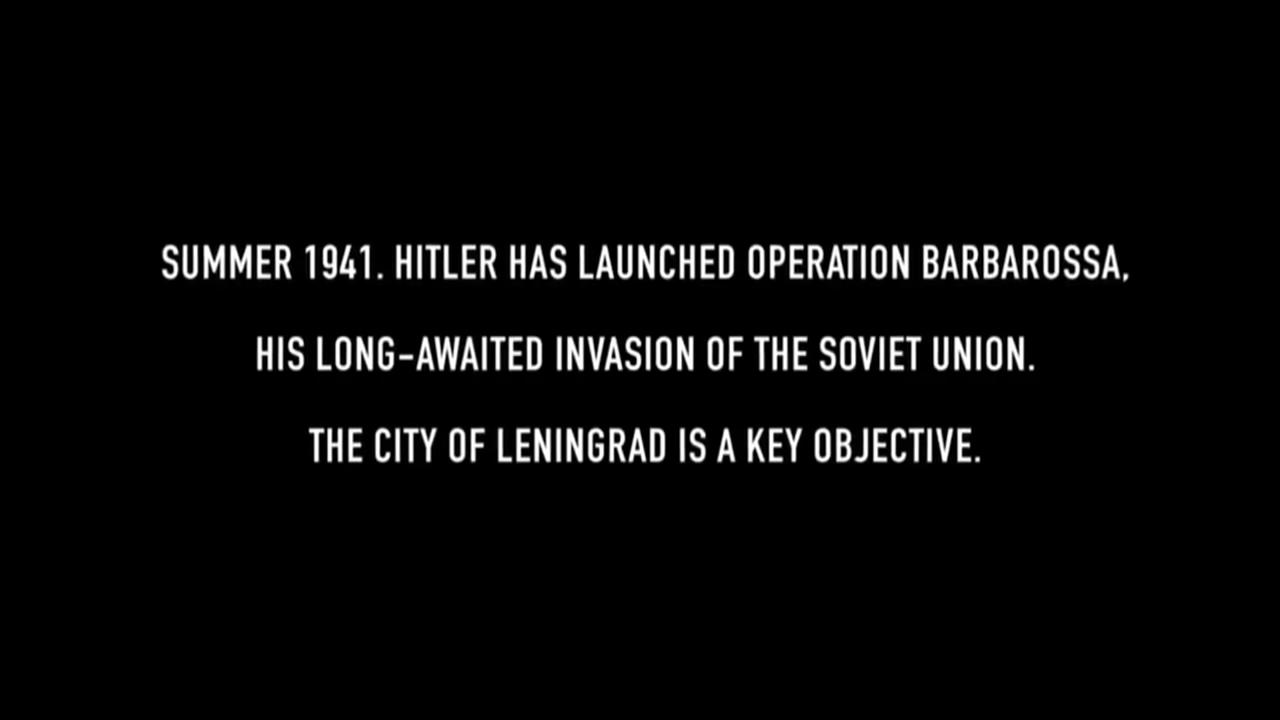 SUMMER 1941. HITLER HAS LAUNCHED OPERATION BARBAROSSA,
HIS LONG-AWAITED INVASION OF THE SOVIET UNION.
THE CITY OF LENINGRAD IS A KEY OBJECTIVE.